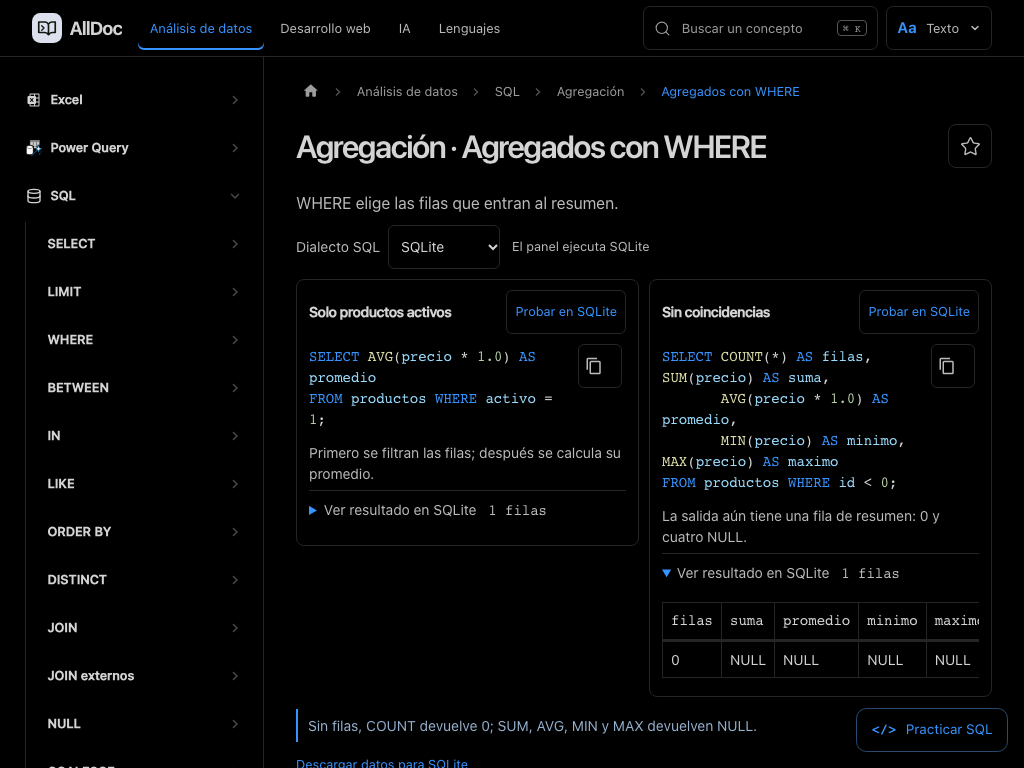 AllDoc
Análisis de datos
Desarrollo web
IA
Lenguajes
Buscar un concepto
⌘ K
Aa Texto
Excel
Power Query
SQL
SELECT
LIMIT
WHERE
BETWEEN
IN
LIKE
ORDER BY
DISTINCT
JOIN
JOIN externos
NULL
Análisis de datos > SQL > Agregación > Agregados con WHERE
Agregación · Agregados con WHERE
WHERE elige las filas que entran al resumen.
Dialecto SQL SQLite El panel ejecuta SQLite
Solo productos activos
Probar en SQLite
SELECT AVG(precio * 1.0) AS
promedio
FROM productos WHERE activo =
1;
Primero se filtran las filas; después se calcula su
promedio.
Ver resultado en SQLite 1 filas
Sin coincidencias
Probar en SQLite
SELECT COUNT(*) AS filas,
SUM(precio) AS suma,
AVG(precio * 1.0) AS
promedio,
MIN(precio) AS minimo,
MAX(precio) AS maximo
FROM productos WHERE id < 0;
La salida aún tiene una fila de resumen: 0 y
cuatro NULL.
Ver resultado en SQLite 1 filas
filas suma promedio minimo
0 NULL NULL NULL NULL
Sin filas, COUNT devuelve 0; SUM, AVG, MIN y MAX devuelven NULL.
</> Practicar SQL
Descargar datos para SQLite